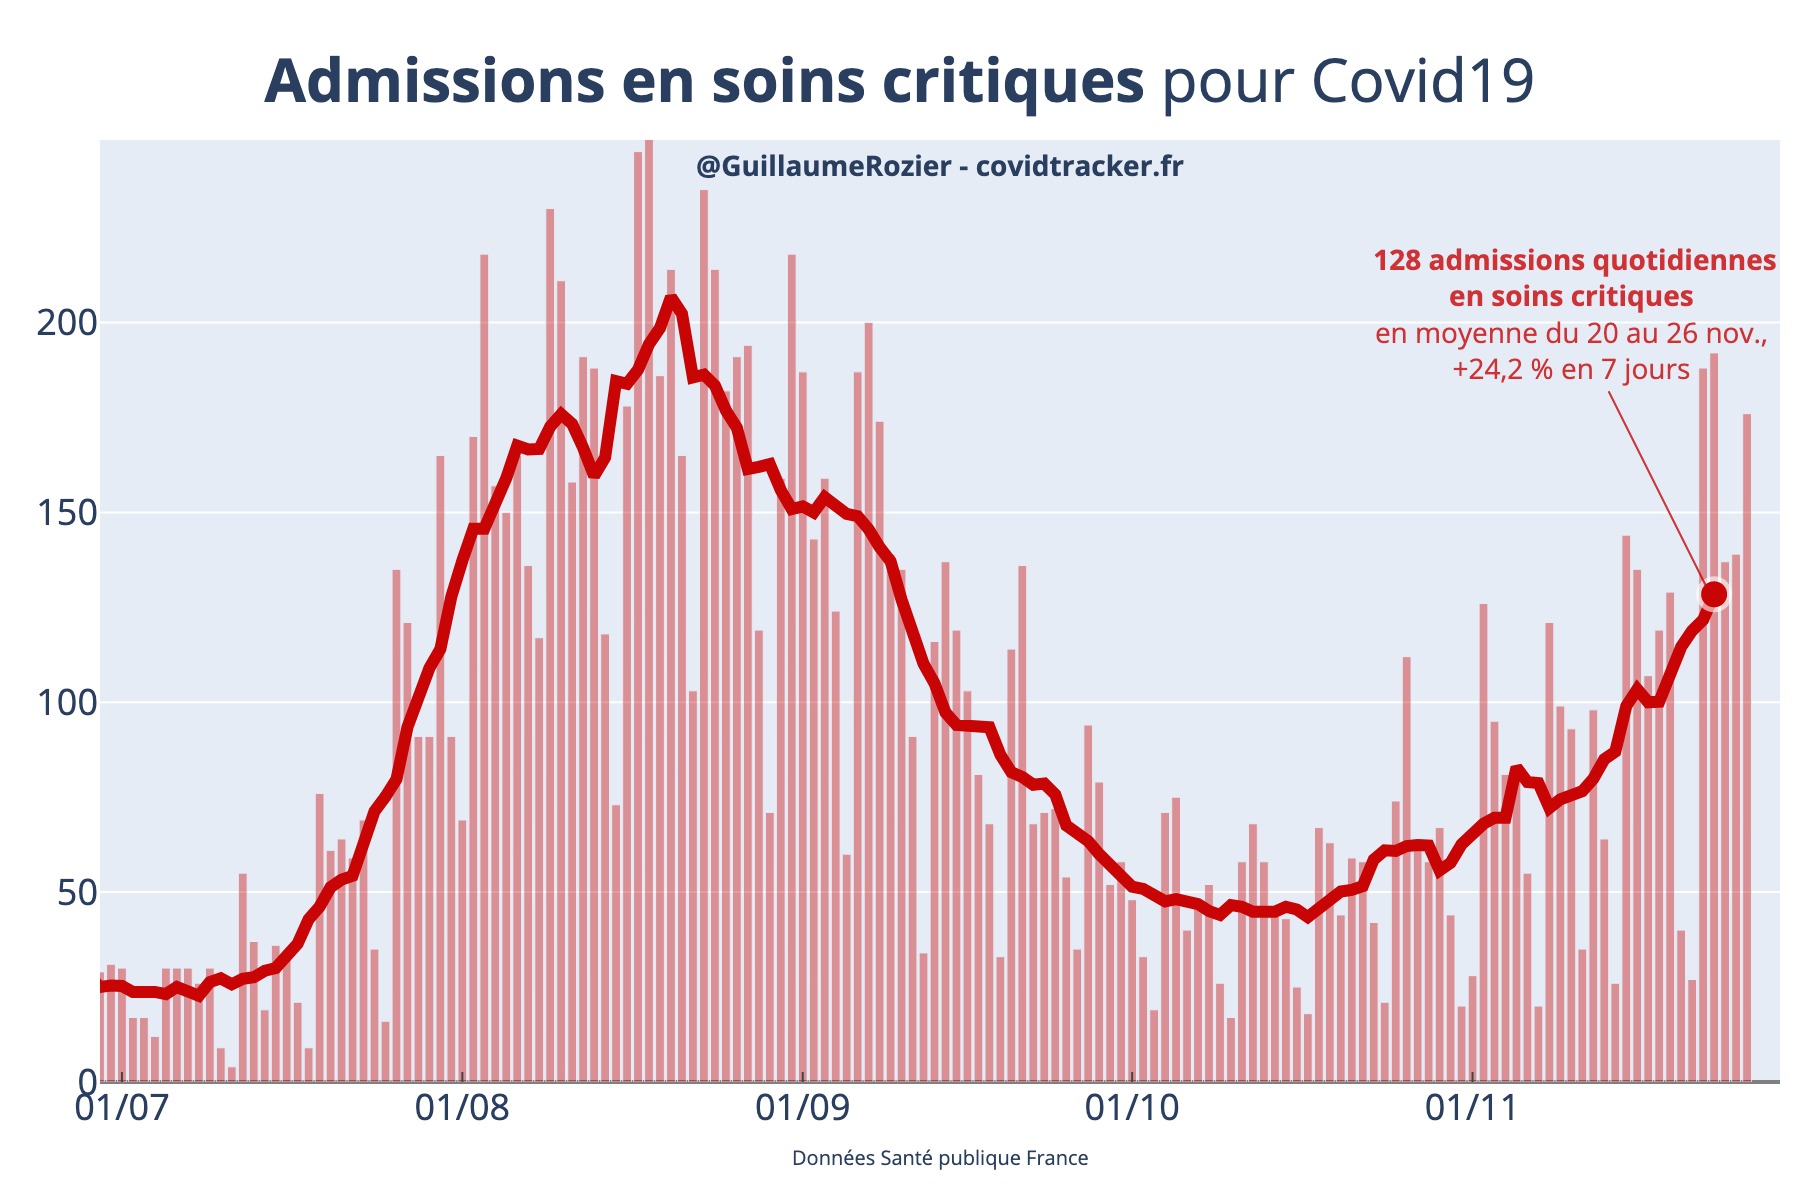 Admissions en soins critiques pour Covid19
@GuillaumeRozier - covidtracker.fr
128 admissions quotidiennes
en soins critiques
en moyenne du 20 au 26 nov.,
+24,2 % en 7 jours
200
150
100
50
0
01/07 01/08 01/09 01/10 01/11
Données Santé publique France